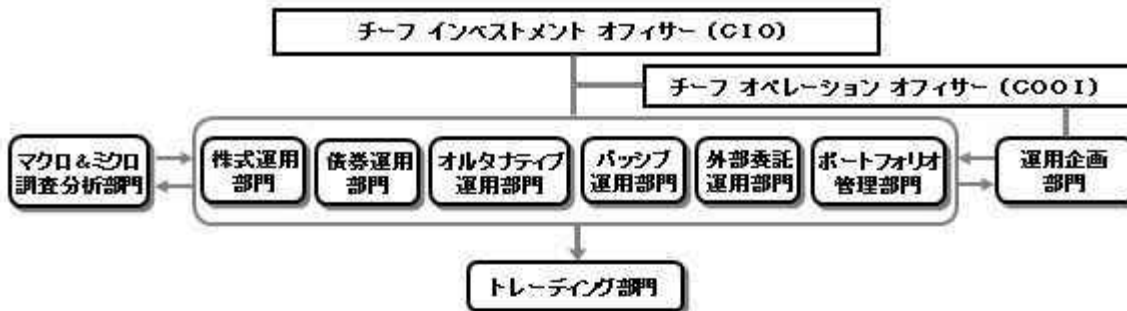 チーフ インベストメント オフィサー (CIO)
チーフ オペレーション オフィサー (COOI)
マクロ&ミクロ
調査分析部門
株式運用
部門
債券運用
部門
オルタナティブ
運用部門
パッシブ
運用部門
外部委託
運用部門
ポートフォリオ
管理部門
運用企画
部門
トレーディング部門